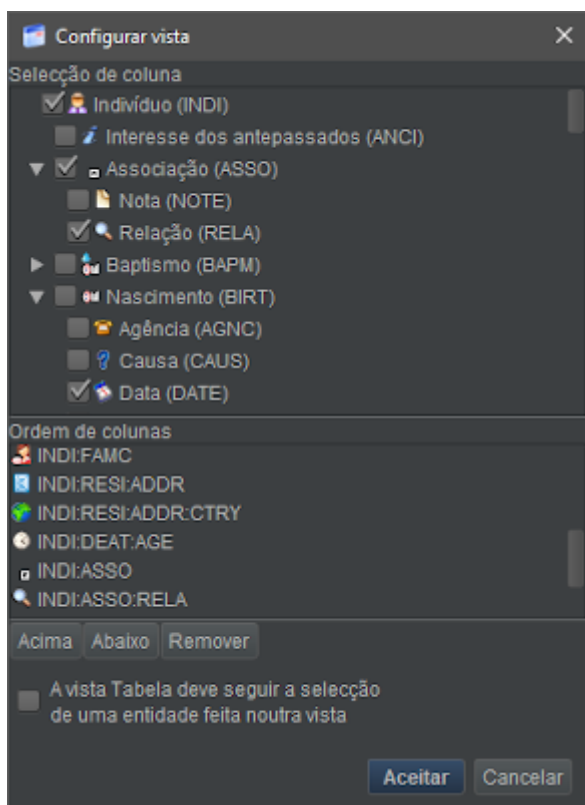 Configurar vista
Selecção de coluna
Indivíduo (INDI)
Interesse dos antepassados (ANCI)
Associação (ASSO)
Nota (NOTE)
Relação (RELA)
Baptismo (BAPM)
Nascimento (BIRT)
Agência (AGNC)
Causa (CAUS)
Data (DATE)
Ordem de colunas
INDI:FAMC
INDI:RESI:ADDR
INDI:RESI:ADDR:CTRY
INDI:DEAT:AGE
INDI:ASSO
INDI:ASSO:RELA
Acima Abaixo Remover
A vista Tabela deve seguir a selecção
de uma entidade feita noutra vista
Aceitar Cancelar